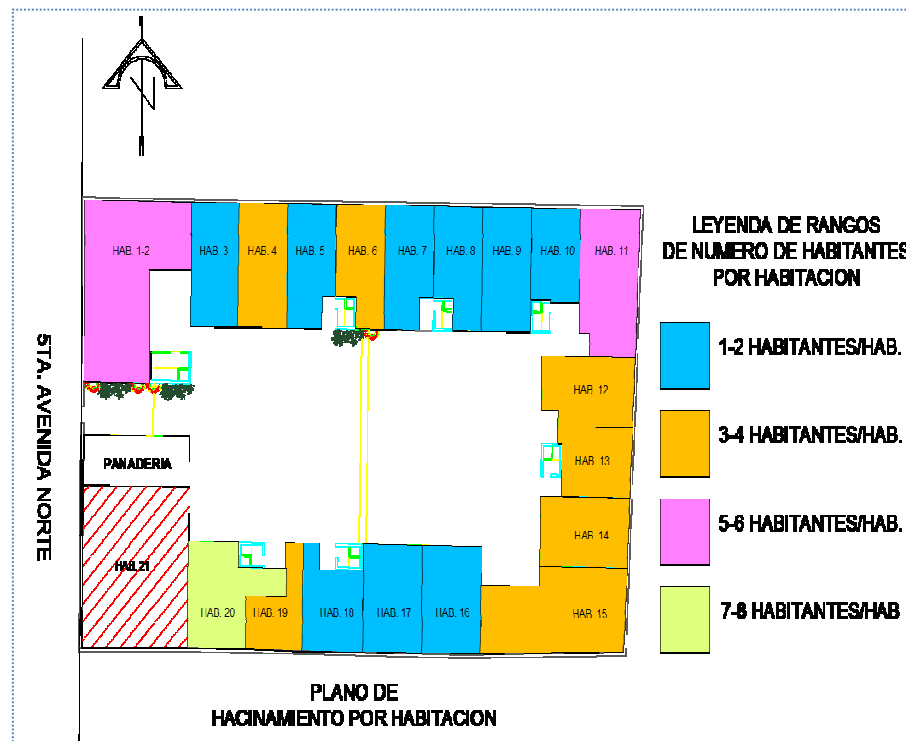 N
HAB. 1-2
HAB. 3
HAB. 4
HAB. 5
HAB. 6
HAB. 7
HAB. 8
HAB. 9
HAB. 10
HAB. 11
HAB. 12
HAB. 13
HAB. 14
HAB. 15
HAB. 16
HAB. 17
HAB. 18
HAB. 19
HAB. 20
HAB. 21
PANADERIA
5TA. AVENIDA NORTE
LEYENDA DE RANGOS
DE NUMERO DE HABITANTES
POR HABITACION
1-2 HABITANTES/HAB.
3-4 HABITANTES/HAB.
5-6 HABITANTES/HAB.
7-8 HABITANTES/HAB
PLANO DE
HACINAMIENTO POR HABITACION